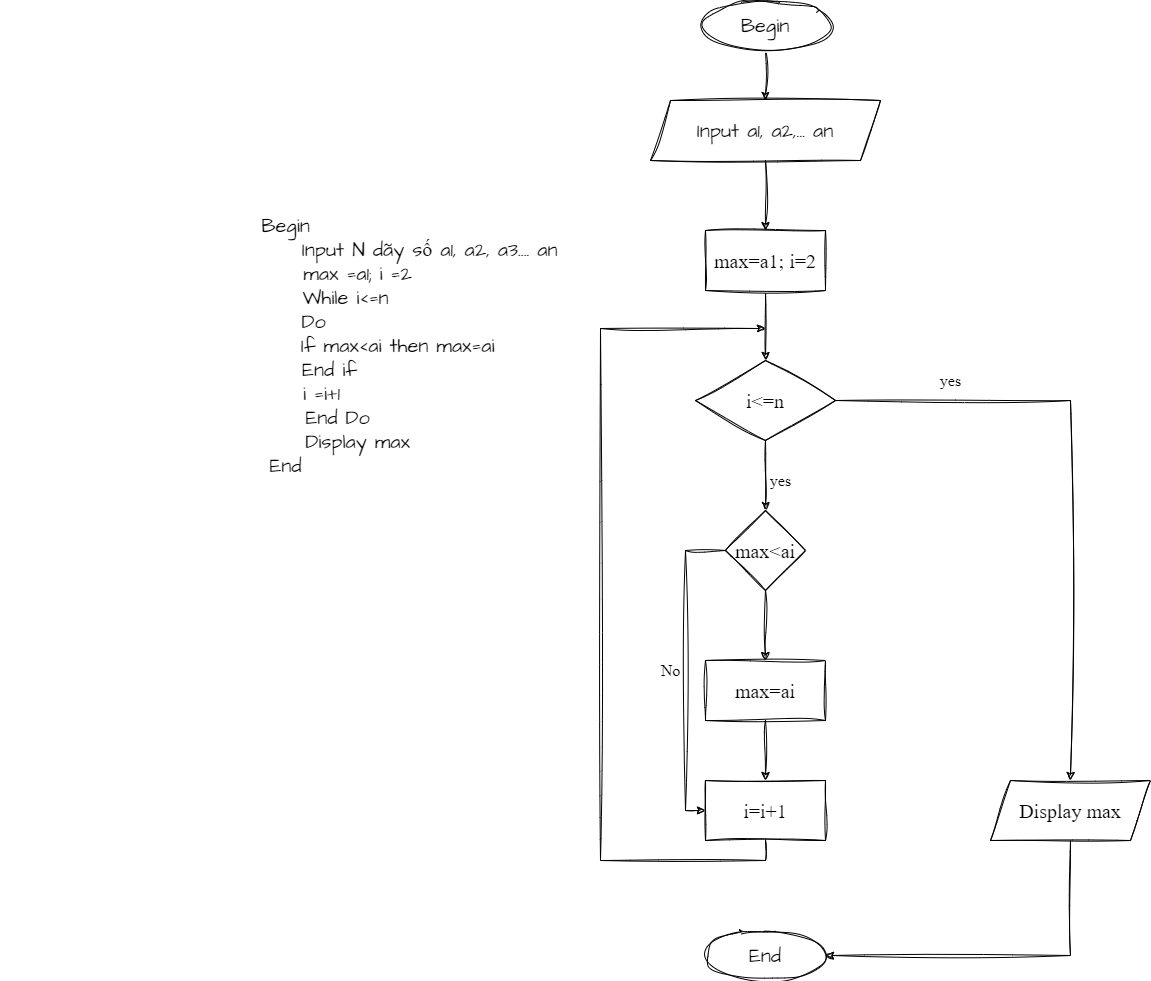 Begin
Input N dãy số a1, a2, a3.... an
max =a1; i =2
While i<=n
Do
If max<ai then max=ai
End if
i =i+1
End Do
Display max
End
Begin
Input a1, a2,... an
max=a1; i=2
i<=n
yes
yes
max<ai
No
max=ai
i=i+1
Display max
End